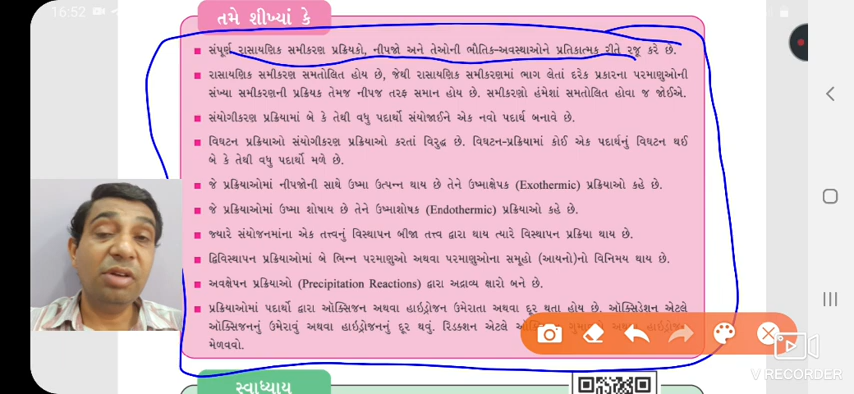 16:52
તમે શીખ્યાં કે
■ સંપૂર્ણ રાસાયણિક સમીકરણ પ્રક્રિયકો, નીપજો અને તેઓની ભૌતિક-અવસ્થાઓને પ્રતિકાત્મક રીતે રજૂ કરે છે.
■ રાસાયણિક સમીકરણ સમતોલિત હોય છે, જેથી રાસાયણિક સમીકરણમાં ભાગ લેતાં દરેક પ્રકારના પરમાણુઓની
સંખ્યા સમીકરણની પ્રક્રિયક તેમજ નીપજ તરફ સમાન હોય છે. સમીકરણો હંમેશાં સમતોલિત હોવા જ જોઈએ.
■ સંયોગીકરણ પ્રક્રિયામાં બે કે તેથી વધુ પદાર્થો સંયોજાઈને એક નવો પદાર્થ બનાવે છે.
■ વિઘટન પ્રક્રિયાઓ સંયોગીકરણ પ્રક્રિયાઓ કરતાં વિરુદ્ધ છે. વિઘટન-પ્રક્રિયામાં કોઈ એક પદાર્થનું વિઘટન થઈ
બે કે તેથી વધુ પદાર્થો મળે છે.
■ જે પ્રક્રિયાઓમાં નીપજોની સાથે ઉષ્મા ઉત્પન્ન થાય છે તેને ઉષ્માક્ષેપક (Exothermic) પ્રક્રિયાઓ કહે છે.
■ જે પ્રક્રિયાઓમાં ઉષ્મા શોષાય છે તેને ઉષ્માશોષક (Endothermic) પ્રક્રિયાઓ કહે છે.
■ જ્યારે સંયોજનમાંના એક તત્ત્વનું વિસ્થાપન બીજા તત્ત્વ દ્વારા થાય ત્યારે વિસ્થાપન પ્રક્રિયા થાય છે.
■ દ્વિવિસ્થાપન પ્રક્રિયાઓમાં બે ભિન્ન પરમાણુઓ અથવા પરમાણુઓના સમૂહો (આયનો)નો વિનિમય થાય છે.
■ અવક્ષેપન પ્રક્રિયાઓ (Precipitation Reactions) દ્વારા અદ્રાવ્ય ક્ષારો બને છે.
■ પ્રક્રિયાઓમાં પદાર્થો દ્વારા ઑક્સિજન અથવા હાઇડ્રોજન ઉમેરાતા અથવા દૂર થતા હોય છે. ઑક્સિડેશન એટલે
ઑક્સિજનનું ઉમેરાવું અથવા હાઇડ્રોજનનું દૂર થવું. રિડક્શન એટલે
મેળવવો.
સ્વાધ્યાય
V RECORDER